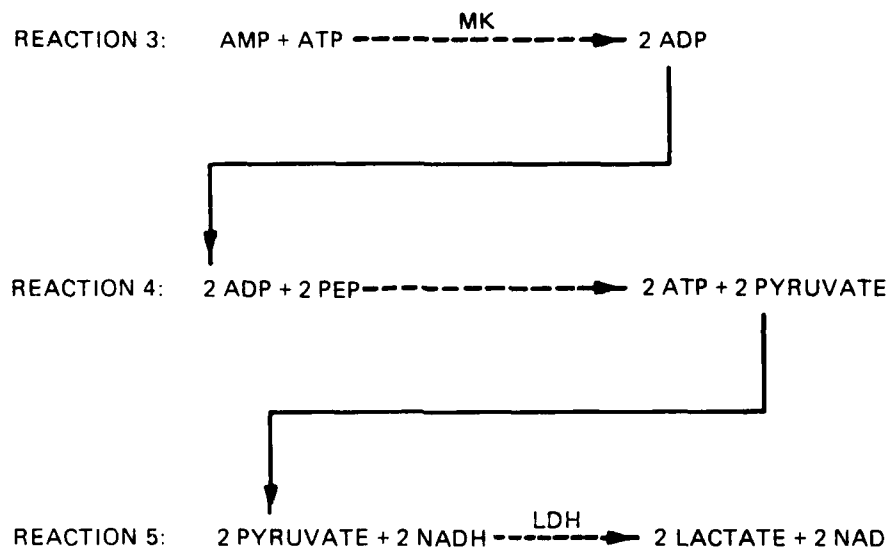 MK
REACTION 3: AMP + ATP 2 ADP
REACTION 4: 2 ADP + 2 PEP 2 ATP + 2 PYRUVATE
LDH
REACTION 5: 2 PYRUVATE + 2 NADH 2 LACTATE + 2 NAD